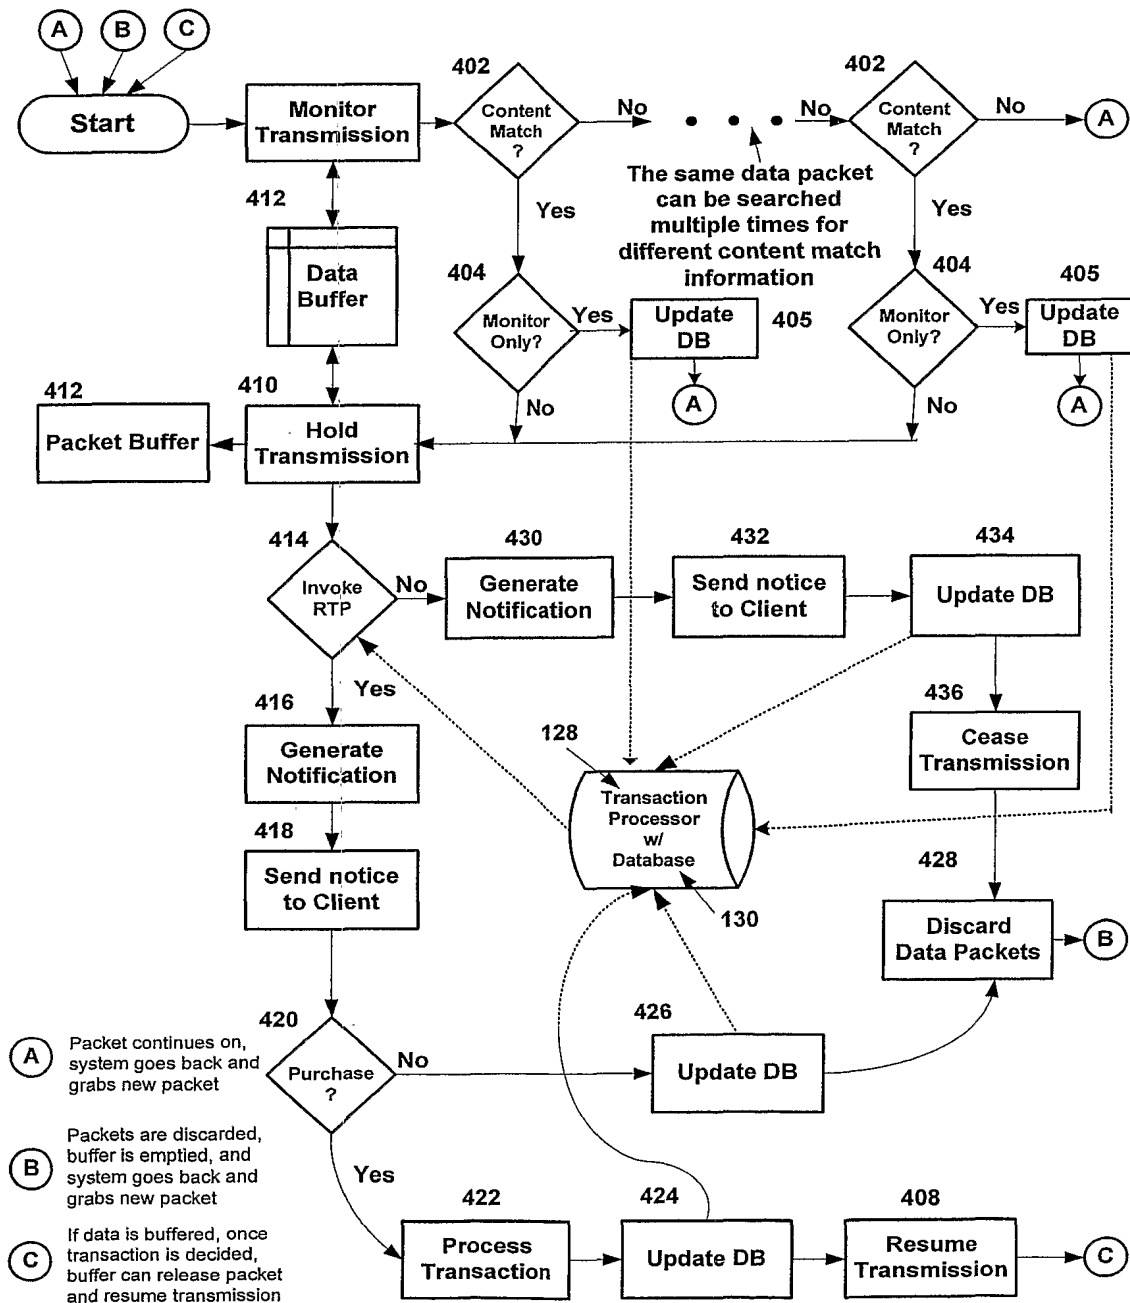 A
B
C
Start
Monitor
Transmission
402
Content
Match
?
No
No
402
Content
Match
?
No
A
The same data packet
can be searched
multiple times for
different content match
information
412
Data
Buffer
Yes
404
Monitor
Only?
Yes
Update
DB
405
A
No
Yes
404
Monitor
Only?
Yes
405
Update
DB
A
No
412
Packet Buffer
410
Hold
Transmission
414
Invoke
RTP
No
430
Generate
Notification
432
Send notice
to Client
434
Update DB
Yes
416
Generate
Notification
436
Cease
Transmission
128
Transaction
Processor
w/
Database
130
418
Send notice
to Client
428
Discard
Data Packets
B
420
Purchase
?
No
426
Update DB
Yes
422
Process
Transaction
424
Update DB
408
Resume
Transmission
C
A
Packet continues on,
system goes back and
grabs new packet
B
Packets are discarded,
buffer is emptied, and
system goes back and
grabs new packet
C
If data is buffered, once
transaction is decided,
buffer can release packet
and resume transmission